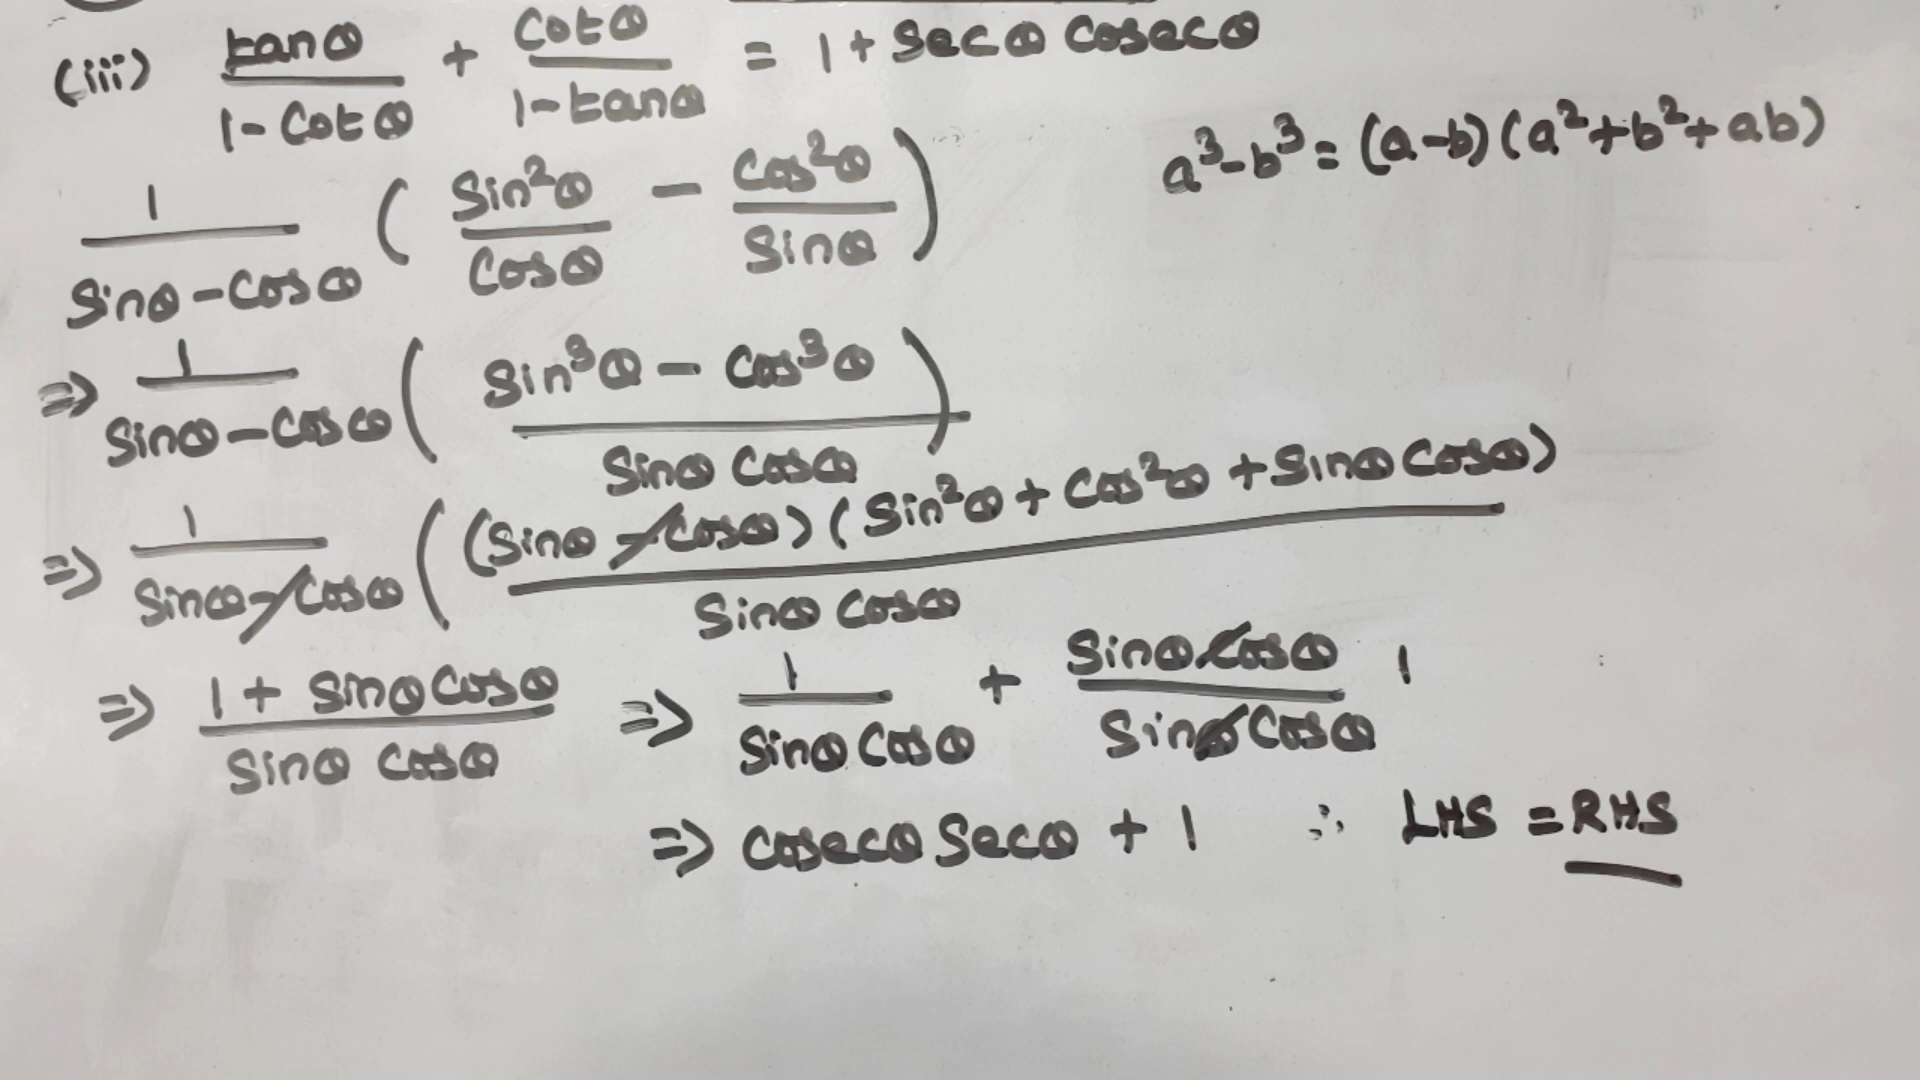 (iii) tanθ/(1-cotθ) + cotθ/(1-tanθ) = 1 + secθ cosecθ
a³-b³ = (a-b)(a²+b²+ab)
1/(sinθ-cosθ) (sin²θ/cosθ - cos²θ/sinθ)
=> 1/(sinθ-cosθ) ((sin³θ - cos³θ)/(sinθ cosθ))
=> 1/(sinθ-cosθ) ((sinθ-cosθ)(sin²θ + cos²θ + sinθ cosθ)/(sinθ cosθ))
=> (1 + sinθ cosθ)/(sinθ cosθ) => 1/(sinθ cosθ) + (sinθ cosθ)/(sinθ cosθ) 1
=> cosecθ secθ + 1 ∴ LHS = RHS